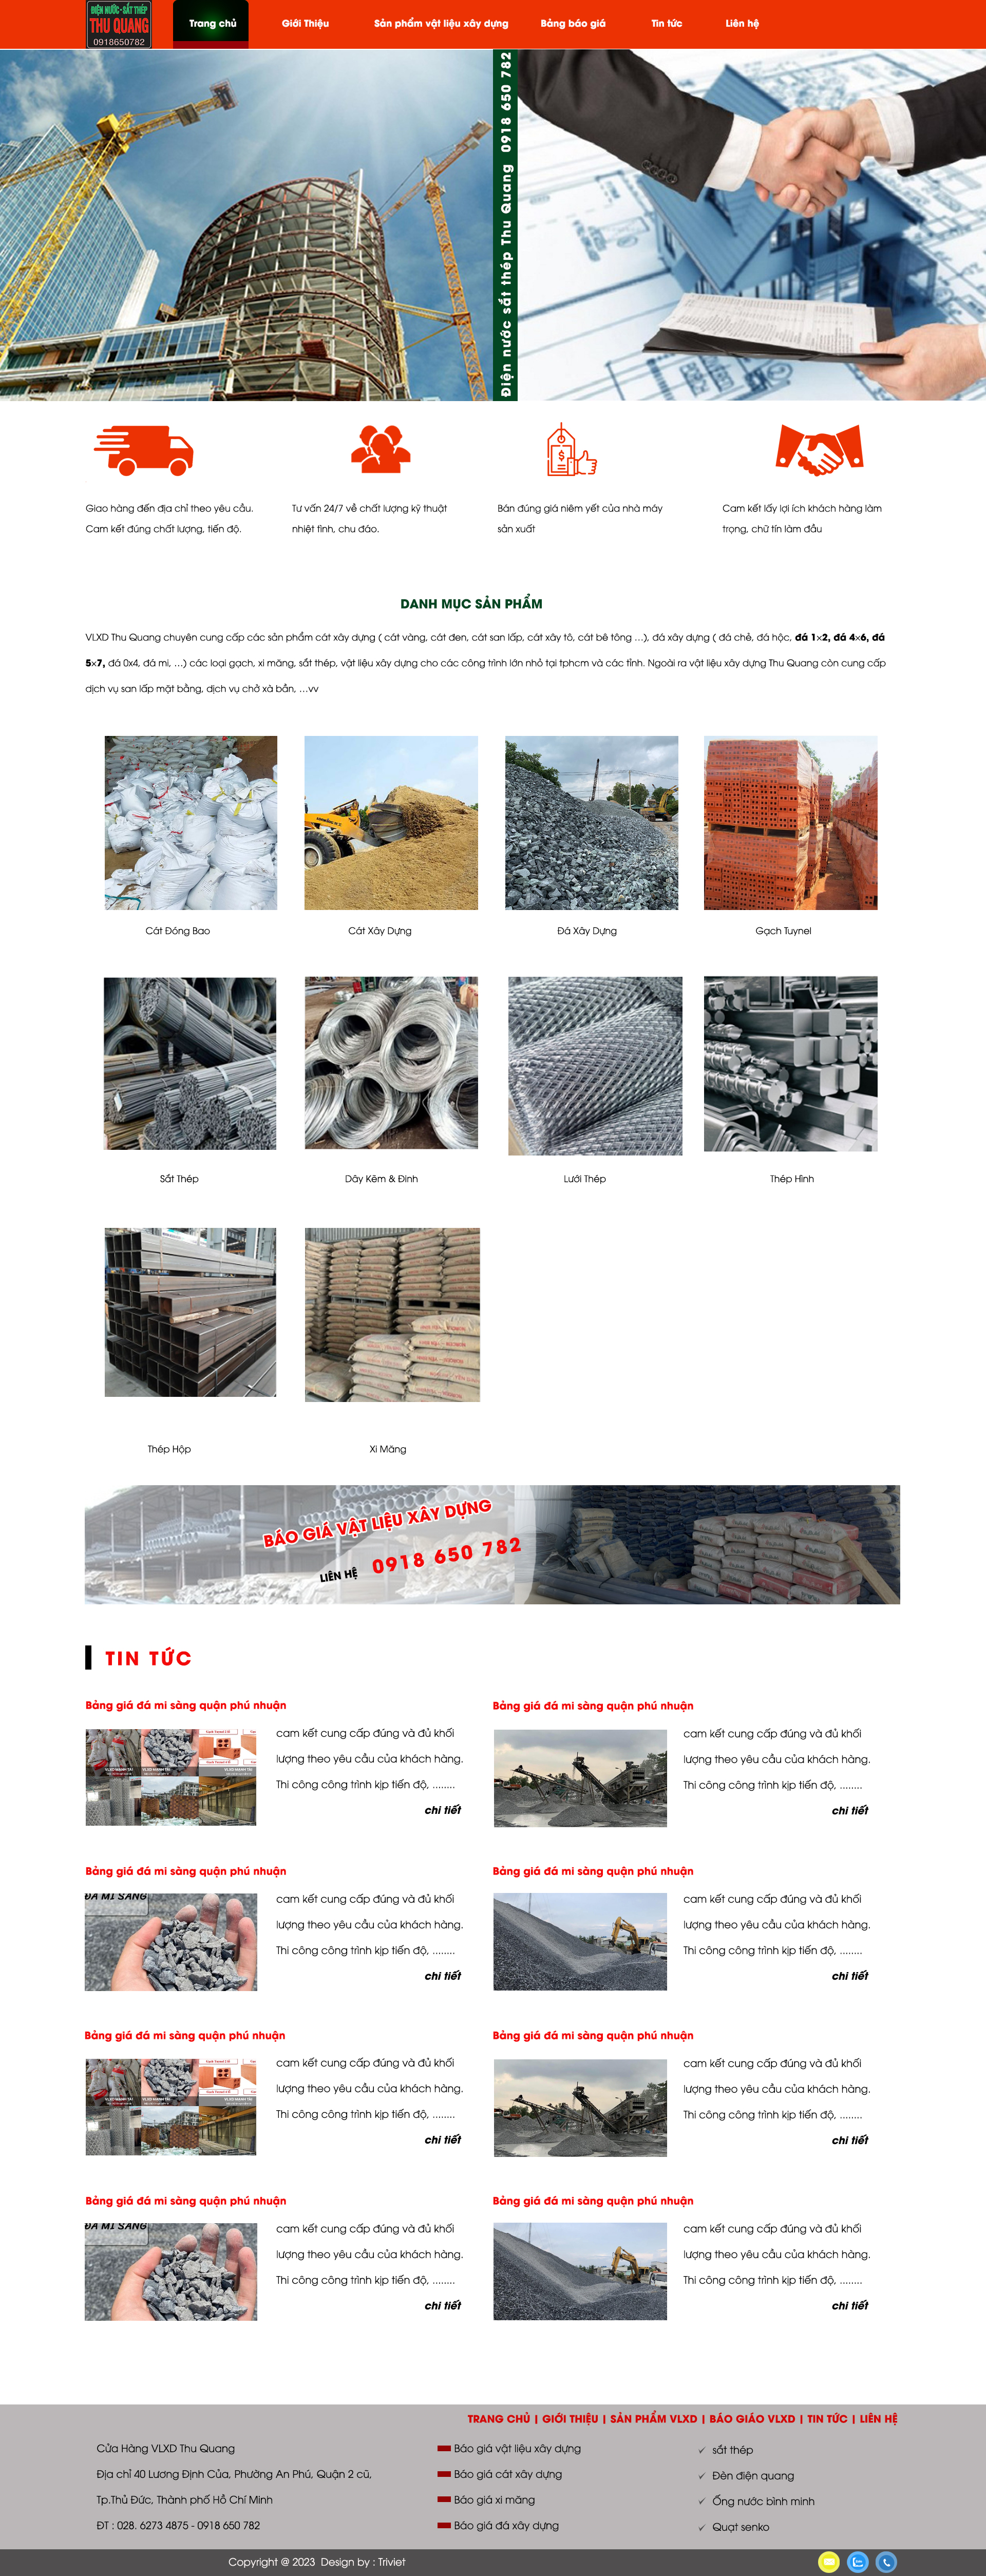 ĐIỆN NƯỚC - SẮT THÉP
THU QUANG
0918650782
Trang chủ
Giới Thiệu
Sản phẩm vật liệu xây dựng
Bảng báo giá
Tin tức
Liên hệ
Điện nước sắt thép Thu Quang 0918 650 782
Giao hàng đến địa chỉ theo yêu cầu.
Cam kết đúng chất lượng, tiến độ.
Tư vấn 24/7 về chất lượng kỹ thuật
nhiệt tình, chu đáo.
Bán đúng giá niêm yết của nhà máy
sản xuất
Cam kết lấy lợi ích khách hàng làm
trọng, chữ tín làm đầu
DANH MỤC SẢN PHẨM
VLXD Thu Quang chuyên cung cấp các sản phẩm cát xây dựng ( cát vàng, cát đen, cát san lấp, cát xây tô, cát bê tông ...), đá xây dựng ( đá chẻ, đá hộc, đá 1×2, đá 4×6, đá
5×7, đá 0x4, đá mi, ...) các loại gạch, xi măng, sắt thép, vật liệu xây dựng cho các công trình lớn nhỏ tại tphcm và các tỉnh. Ngoài ra vật liệu xây dựng Thu Quang còn cung cấp
dịch vụ san lấp mặt bằng, dịch vụ chở xà bần, ...vv
Cát Đóng Bao
Cát Xây Dựng
Đá Xây Dựng
Gạch Tuynel
Sắt Thép
Dây Kẽm & Đinh
Lưới Thép
Thép Hình
Thép Hộp
Xi Măng
BÁO GIÁ VẬT LIỆU XÂY DỰNG
LIÊN HỆ 0918 650 782
TIN TỨC
Bảng giá đá mi sàng quận phú nhuận
cam kết cung cấp đúng và đủ khối
lượng theo yêu cầu của khách hàng.
Thi công công trình kịp tiến độ, ........
chi tiết
Bảng giá đá mi sàng quận phú nhuận
cam kết cung cấp đúng và đủ khối
lượng theo yêu cầu của khách hàng.
Thi công công trình kịp tiến độ, ........
chi tiết
Bảng giá đá mi sàng quận phú nhuận
ĐÁ MI SÀNG
cam kết cung cấp đúng và đủ khối
lượng theo yêu cầu của khách hàng.
Thi công công trình kịp tiến độ, ........
chi tiết
Bảng giá đá mi sàng quận phú nhuận
cam kết cung cấp đúng và đủ khối
lượng theo yêu cầu của khách hàng.
Thi công công trình kịp tiến độ, ........
chi tiết
Bảng giá đá mi sàng quận phú nhuận
cam kết cung cấp đúng và đủ khối
lượng theo yêu cầu của khách hàng.
Thi công công trình kịp tiến độ, ........
chi tiết
Bảng giá đá mi sàng quận phú nhuận
cam kết cung cấp đúng và đủ khối
lượng theo yêu cầu của khách hàng.
Thi công công trình kịp tiến độ, ........
chi tiết
Bảng giá đá mi sàng quận phú nhuận
ĐÁ MI SÀNG
cam kết cung cấp đúng và đủ khối
lượng theo yêu cầu của khách hàng.
Thi công công trình kịp tiến độ, ........
chi tiết
Bảng giá đá mi sàng quận phú nhuận
cam kết cung cấp đúng và đủ khối
lượng theo yêu cầu của khách hàng.
Thi công công trình kịp tiến độ, ........
chi tiết
TRANG CHỦ | GIỚI THIỆU | SẢN PHẨM VLXD | BÁO GIÁO VLXD | TIN TỨC | LIÊN HỆ
Cửa Hàng VLXD Thu Quang
Địa chỉ 40 Lương Định Của, Phường An Phú, Quận 2 cũ,
Tp.Thủ Đức, Thành phố Hồ Chí Minh
ĐT : 028. 6273 4875 - 0918 650 782
Báo giá vật liệu xây dựng
Báo giá cát xây dựng
Báo giá xi măng
Báo giá đá xây dựng
sắt thép
Đèn điện quang
Ống nước bình minh
Quạt senko
Copyright @ 2023 Design by : Triviet